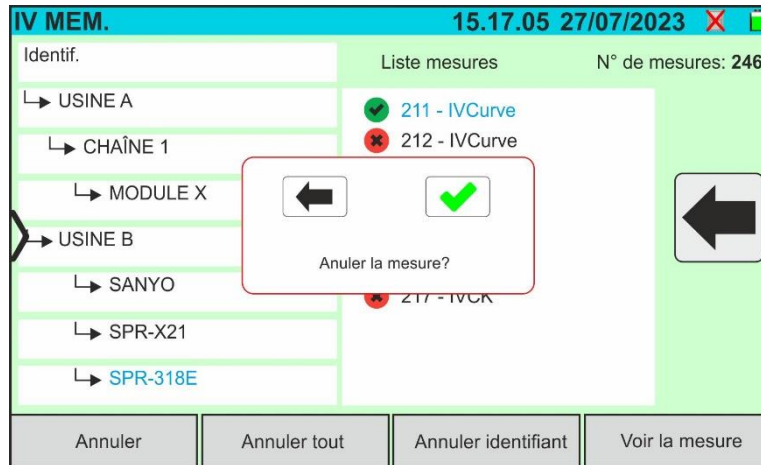 IV MEM.
15.17.05 27/07/2023
Identif.
Liste mesures
N° de mesures: 246
USINE A
CHAÎNE 1
MODULE X
USINE B
SANYO
SPR-X21
SPR-318E
211 - IVCurve
212 - IVCurve
Anuler la mesure?
217 - IVCK
Annuler
Annuler tout
Annuler identifiant
Voir la mesure